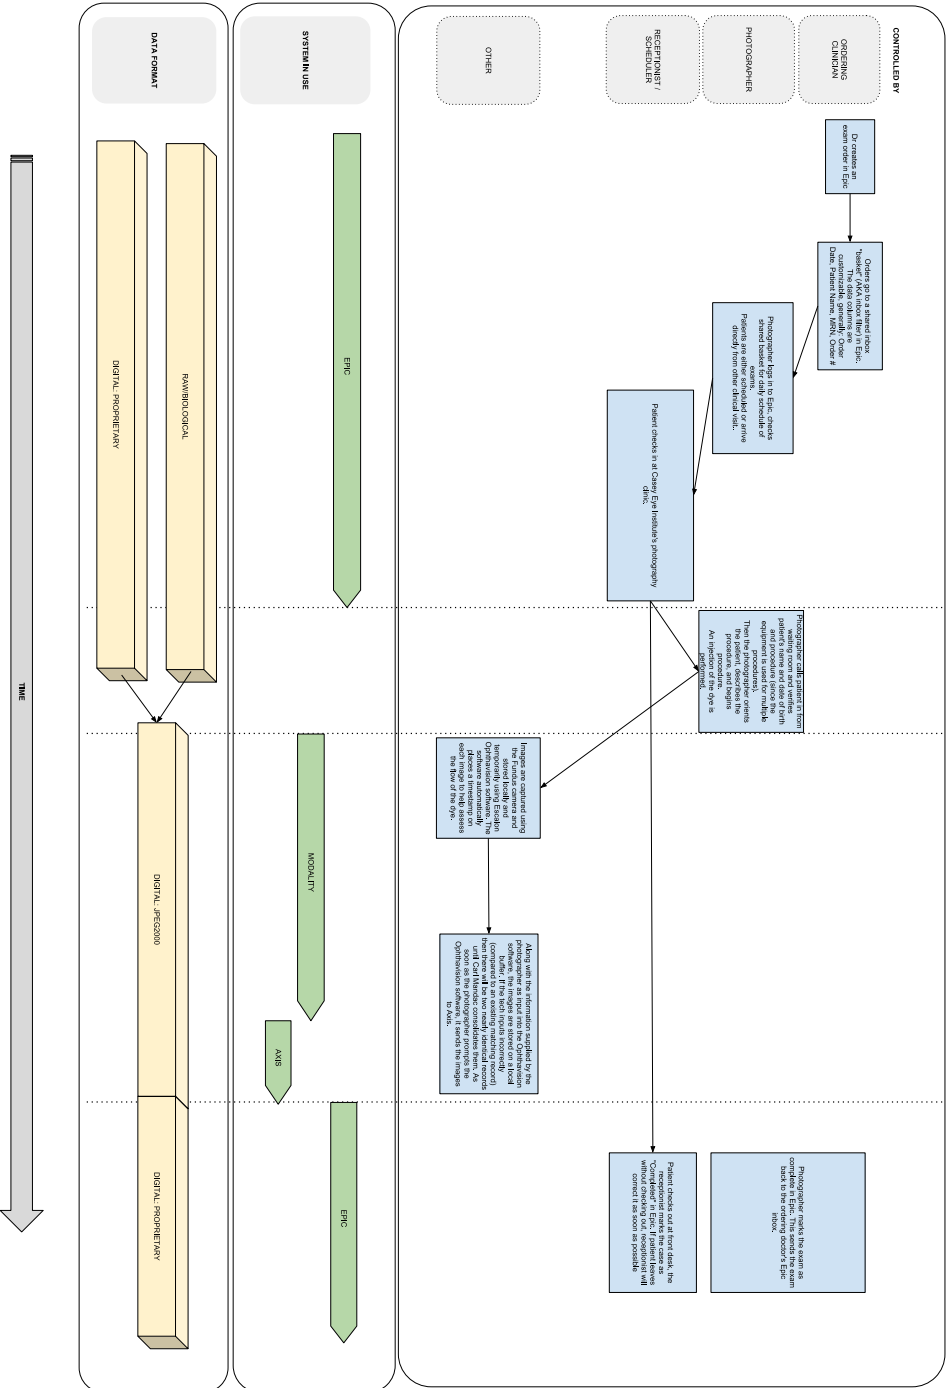 CONTROLLED BY
ORDERING
CLINICIAN
PHOTOGRAPHER
RECEPTIONIST /
SCHEDULER
OTHER
Dr creates an
exam order in Epic
Orders go to a shared inbox
"basket" (AKA inbox filter) in Epic.
The data columns are
customizable, generally: Order
Date, Patient Name, MRN, Order #
Photographer logs in to Epic, checks
shared basket for daily schedule of
exams.
Patients are either scheduled or arrive
directly from other clinical visit..
Patient checks in at Casey Eye Institute's photography
clinic.
Photographer calls patient in from
waiting room and verifies
patient's name and date of birth
and procedure (since the
equipment is used for multiple
procedures).
Then the photographer orients
the patient, describes the
procedure, and begins
procedure.
An injection of the dye is
performed.
Images are captured using
the Fundus camera and
stored locally and
temporarily using Escalon
Ophthavision software. The
software automatically
places a timestamp on
each image to help assess
the flow of the dye.
Along with the information supplied by the
photographer as input into the Ophthavision
software, the images are stored on a local
buffer. If the tech inputs incorrectly
(compared to an existing matching record)
then there will be two nearly identical records
until Carl Mandac consolidates them. As
soon as the photographer prompts the
Ophthavision software, it sends the images
to Axis.
Photographer marks the exam as
complete in Epic. This sends the exam
back to the ordering doctor's Epic
inbox.
Patient checks out at front desk, the
receptionist marks the case as
"Completed" in Epic. If patient leaves
without checking out, receptionist will
correct it as soon as possible
SYSTEM IN USE
EPIC
MODALITY
AXIS
EPIC
DATA FORMAT
RAW/BIOLOGICAL
DIGITAL: PROPRIETARY
DIGITAL: JPEG2000
DIGITAL: PROPRIETARY
TIME